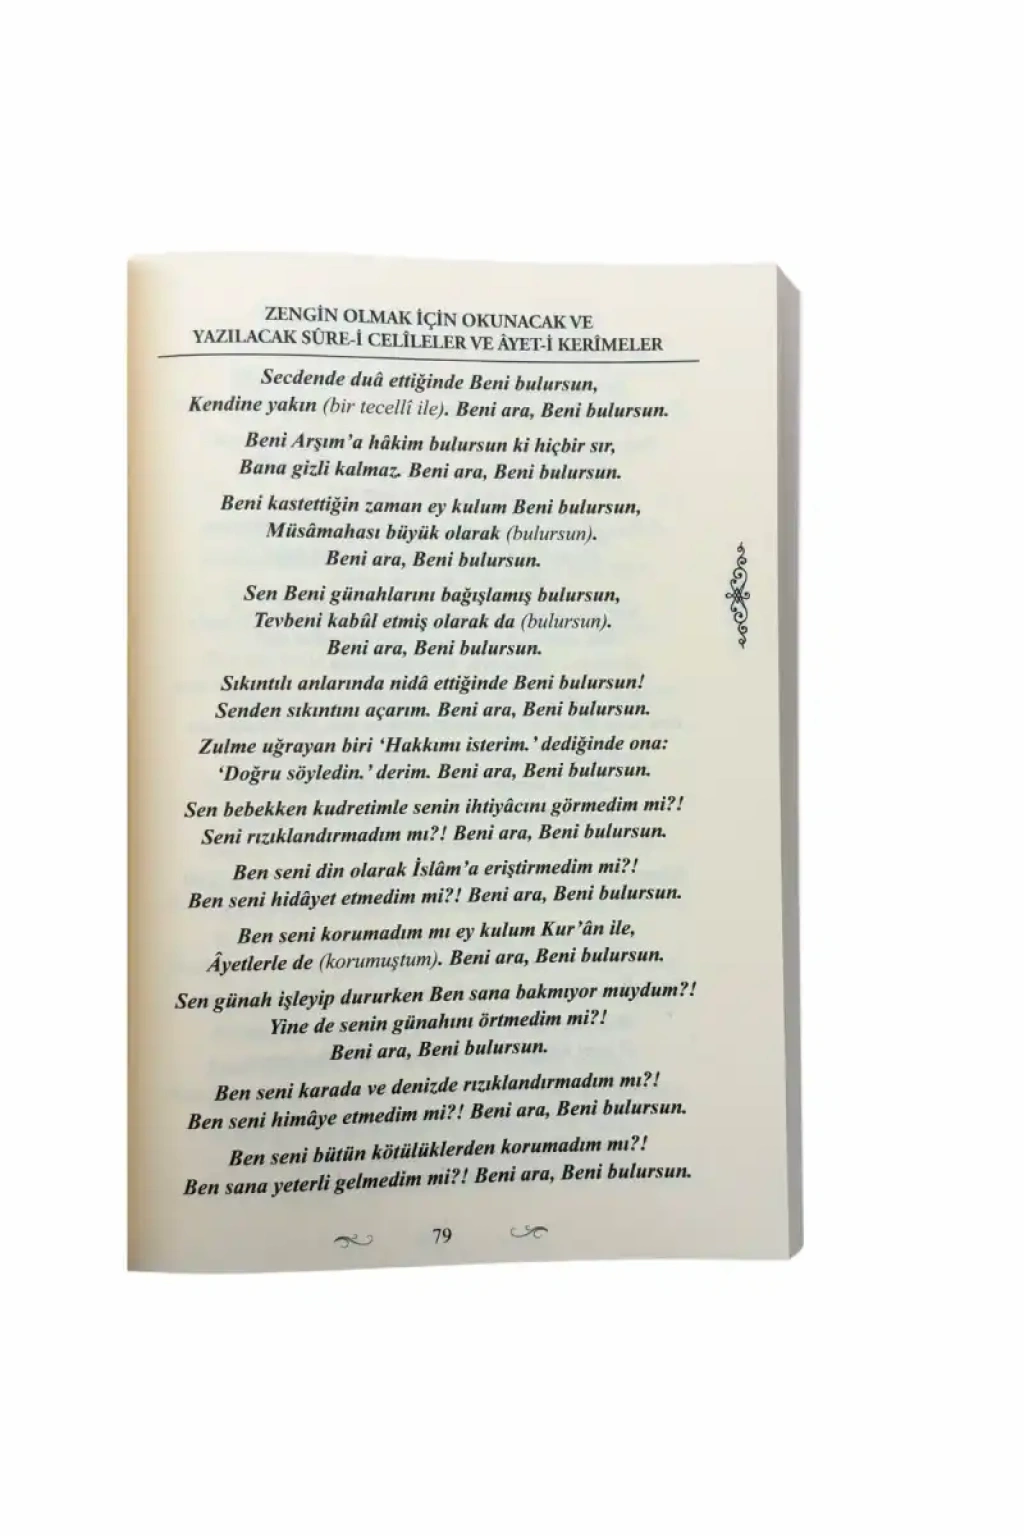 ZENGİN OLMAK İÇİN OKUNACAK VE
YAZILACAK SÛRE-İ CELÎLELER VE ÂYET-İ KERÎMELER
Secdende duâ ettiğinde Beni bulursun,
Kendine yakın (bir tecellî ile). Beni ara, Beni bulursun.
Beni Arşım’a hâkim bulursun ki hiçbir sır,
Bana gizli kalmaz. Beni ara, Beni bulursun.
Beni kastettiğin zaman ey kulum Beni bulursun,
Müsâmahası büyük olarak (bulursun).
Beni ara, Beni bulursun.
Sen Beni günahlarını bağışlamış bulursun,
Tevbeni kabûl etmiş olarak da (bulursun).
Beni ara, Beni bulursun.
Sıkıntılı anlarında nidâ ettiğinde Beni bulursun!
Senden sıkıntını açarım. Beni ara, Beni bulursun.
Zulme uğrayan biri ‘Hakkımı isterim.’ dediğinde ona:
‘Doğru söyledin.’ derim. Beni ara, Beni bulursun.
Sen bebekken kudretimle senin ihtiyâcını görmedim mi?!
Seni rızıklandırmadım mı?! Beni ara, Beni bulursun.
Ben seni din olarak İslâm’a eriştirmedim mi?!
Ben seni hidâyet etmedim mi?! Beni ara, Beni bulursun.
Ben seni korumadım mı ey kulum Kur’ân ile,
Âyetlerle de (korumuştum). Beni ara, Beni bulursun.
Sen günah işleyip dururken Ben sana bakmıyor muydum?!
Yine de senin günahını örtmedim mi?!
Beni ara, Beni bulursun.
Ben seni karada ve denizde rızıklandırmadım mı?!
Ben seni himâye etmedim mi?! Beni ara, Beni bulursun.
Ben seni bütün kötülüklerden korumadım mı?!
Ben sana yeterli gelmedim mi?! Beni ara, Beni bulursun.
79